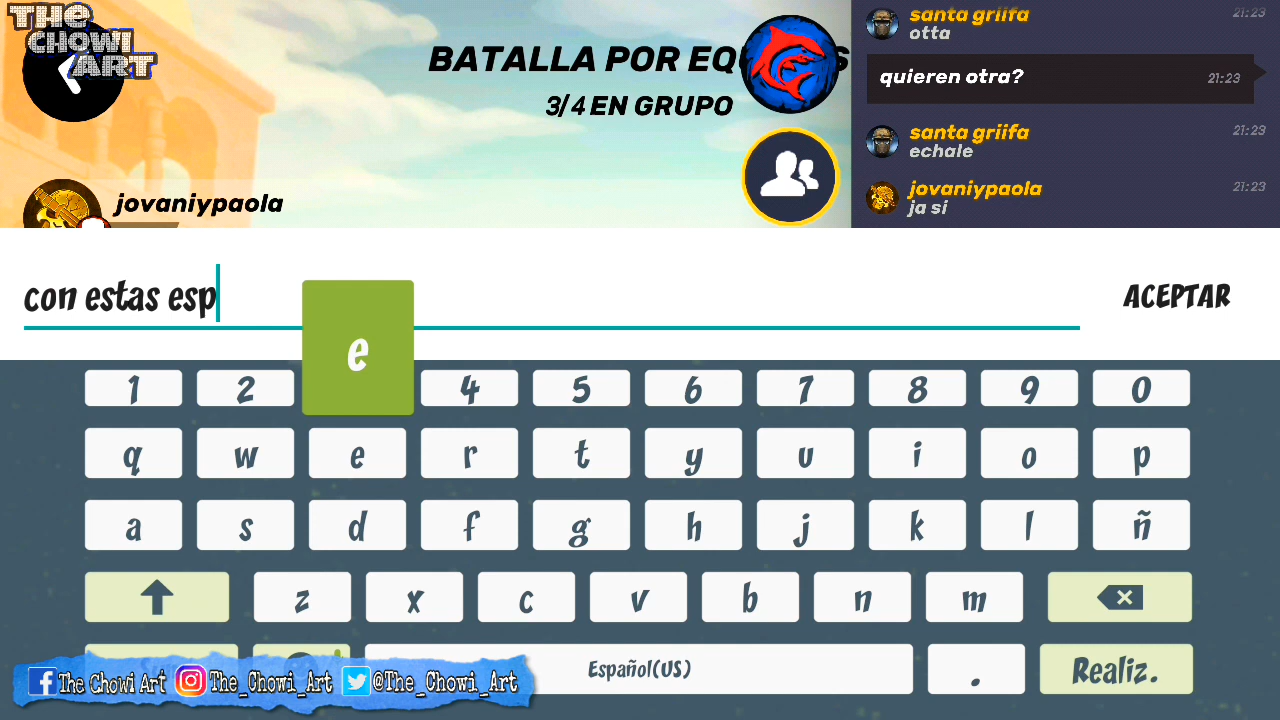 THE
CHOWI
ART
BATALLA POR EQ S
3/4 EN GRUPO
jovaniypaola
santa griifa 21:23
otta
quieren otra? 21:23
santa griifa 21:23
echale
jovaniypaola 21:23
ja si
con estas esp
ACEPTAR
e
1 2 4 5 6 7 8 9 0
q w e r t y u i o p
a s d f g h j k l ñ
z x c v b n m
Español(US) . Realiz.
The Chowi Art The_Chowi_Art @The_Chowi_Art